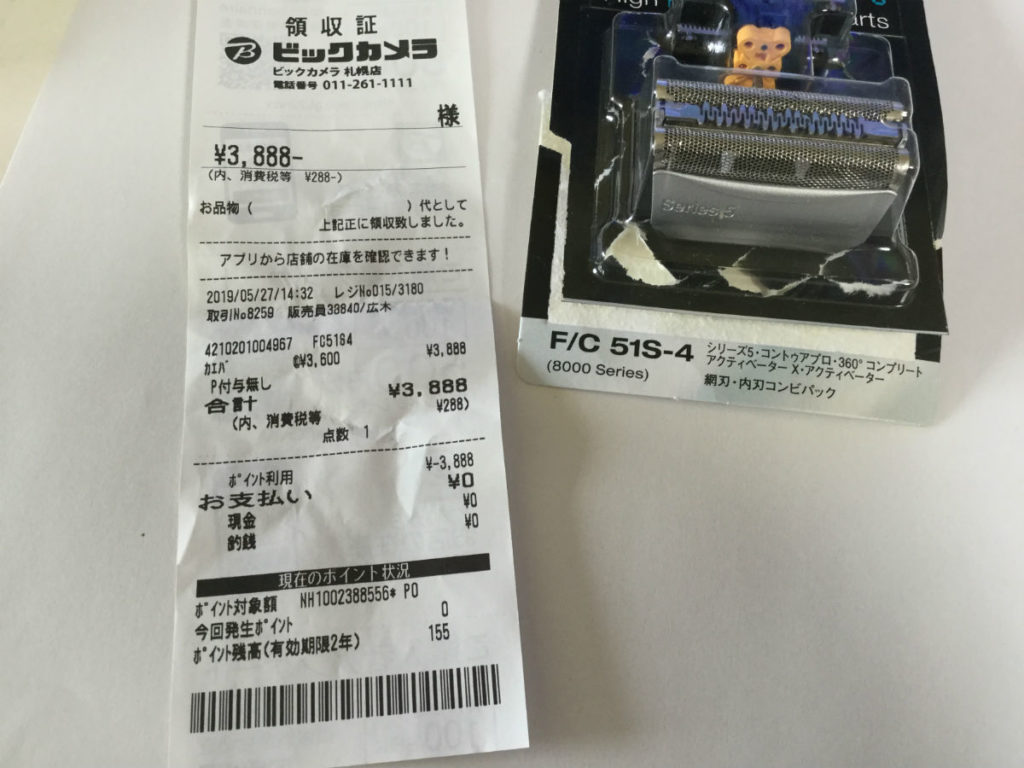 領収証
ビックカメラ
ビックカメラ 札幌店
電話番号 011-261-1111
様
¥3,888-
(内、消費税等 ¥288-)
お品物 ( )代として
上記正に領収致しました。
アプリから店舗の在庫を確認できます!
2019/05/27/14:32 レジNo015/3180
取引No8259 販売員33840/広木
4210201004967 FC5184 ¥3,888
カエバ @¥3,600
P付与無し
合計 ¥3,888
(内、消費税等 ¥288)
点数 1
ポイント利用 ¥-3,888
お支払い ¥0
現金 ¥0
釣銭 ¥0
現在のポイント状況
ポイント対象額 NH1002388556* P0
今回発生ポイント 0
ポイント残高(有効期限2年) 155
High
arts
Series 5
F/C 51S-4
(8000 Series)
シリーズ5・コントゥアプロ・360° コンプリート
アクティベーター X・アクティベーター
網刃・内刃コンビパック